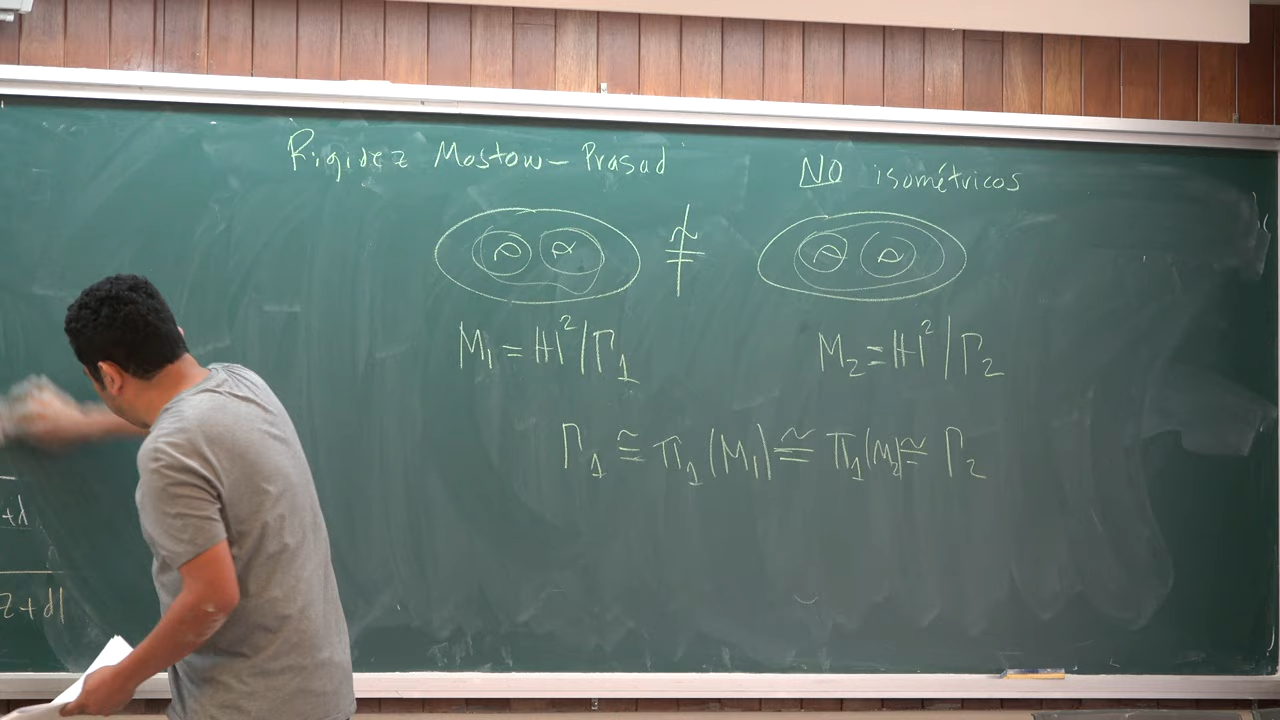 Rigidez Mostow-Prasad
NO isométricos
≇
M₁ = ℍ²/Γ₁
M₂ = ℍ²/Γ₂
Γ₁ ≅ π₁(M₁) ≅ π₁(M₂) ≅ Γ₂
+λ
z+d|